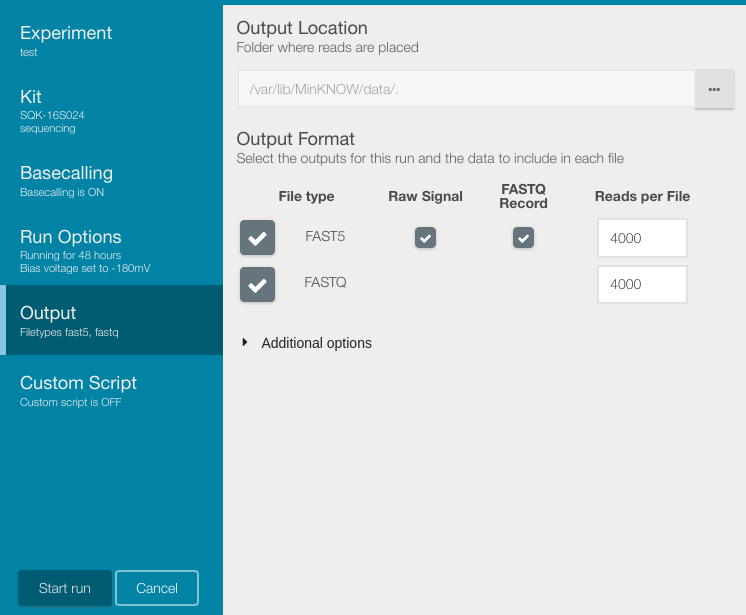 Experiment
test
Kit
SQK-16S024
sequencing
Basecalling
Basecalling is ON
Run Options
Running for 48 hours
Bias voltage set to -180mV
Output
Filetypes fast5, fastq
Custom Script
Custom script is OFF
Start run
Cancel
Output Location
Folder where reads are placed
/var/lib/MinKNOW/data/.
...
Output Format
Select the outputs for this run and the data to include in each file
File type
Raw Signal
FASTQ
Record
Reads per File
FAST5
4000
FASTQ
4000
Additional options